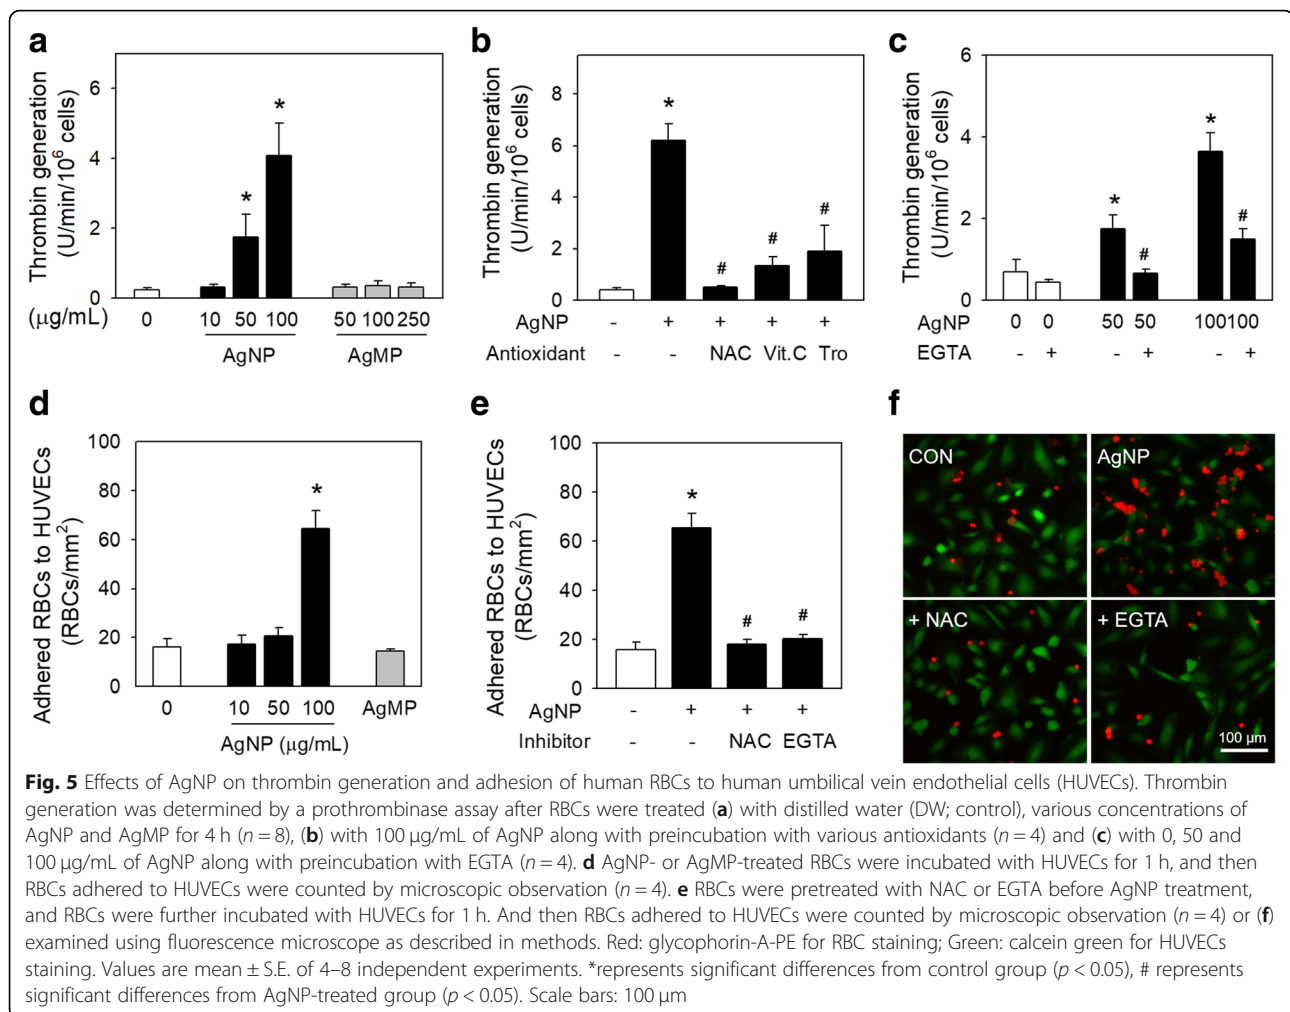 a
Thrombin generation
(U/min/10⁶ cells)
6
4
2
0
(µg/mL) 0 10 50 100 50 100 250
AgNP AgMP
* *
b
Thrombin generation
(U/min/10⁶ cells)
8
6
4
2
0
* # # #
AgNP - + + + +
Antioxidant - - NAC Vit.C Tro
c
Thrombin generation
(U/min/10⁶ cells)
6
4
2
0
* # * #
AgNP 0 0 50 50 100 100
EGTA - + - + - +
d
Adhered RBCs to HUVECs
(RBCs/mm²)
100
80
60
40
20
0
*
0 10 50 100 AgMP
AgNP (µg/mL)
e
Adhered RBCs to HUVECs
(RBCs/mm²)
100
80
60
40
20
0
* # #
AgNP - + + +
Inhibitor - - NAC EGTA
f
CON AgNP
+ NAC + EGTA
100 µm
Fig. 5 Effects of AgNP on thrombin generation and adhesion of human RBCs to human umbilical vein endothelial cells (HUVECs). Thrombin
generation was determined by a prothrombinase assay after RBCs were treated (a) with distilled water (DW; control), various concentrations of
AgNP and AgMP for 4 h (n = 8), (b) with 100 µg/mL of AgNP along with preincubation with various antioxidants (n = 4) and (c) with 0, 50 and
100 µg/mL of AgNP along with preincubation with EGTA (n = 4). d AgNP- or AgMP-treated RBCs were incubated with HUVECs for 1 h, and then
RBCs adhered to HUVECs were counted by microscopic observation (n = 4). e RBCs were pretreated with NAC or EGTA before AgNP treatment,
and RBCs were further incubated with HUVECs for 1 h. And then RBCs adhered to HUVECs were counted by microscopic observation (n = 4) or (f)
examined using fluorescence microscope as described in methods. Red: glycophorin-A-PE for RBC staining; Green: calcein green for HUVECs
staining. Values are mean ± S.E. of 4–8 independent experiments. *represents significant differences from control group (p < 0.05), # represents
significant differences from AgNP-treated group (p < 0.05). Scale bars: 100 µm